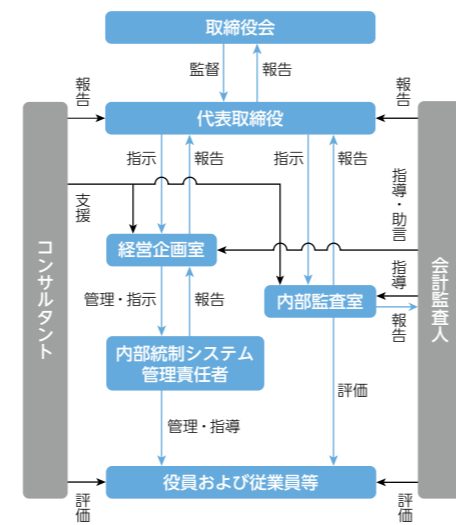 取締役会
監督
報告
報告
報告
代表取締役
指示
報告
指示
報告
支援
指導・助言
経営企画室
コンサルタント
会計監査人
管理・指示
報告
指導
内部監査室
報告
内部統制システム
管理責任者
評価
管理・指導
役員および従業員等
評価
評価